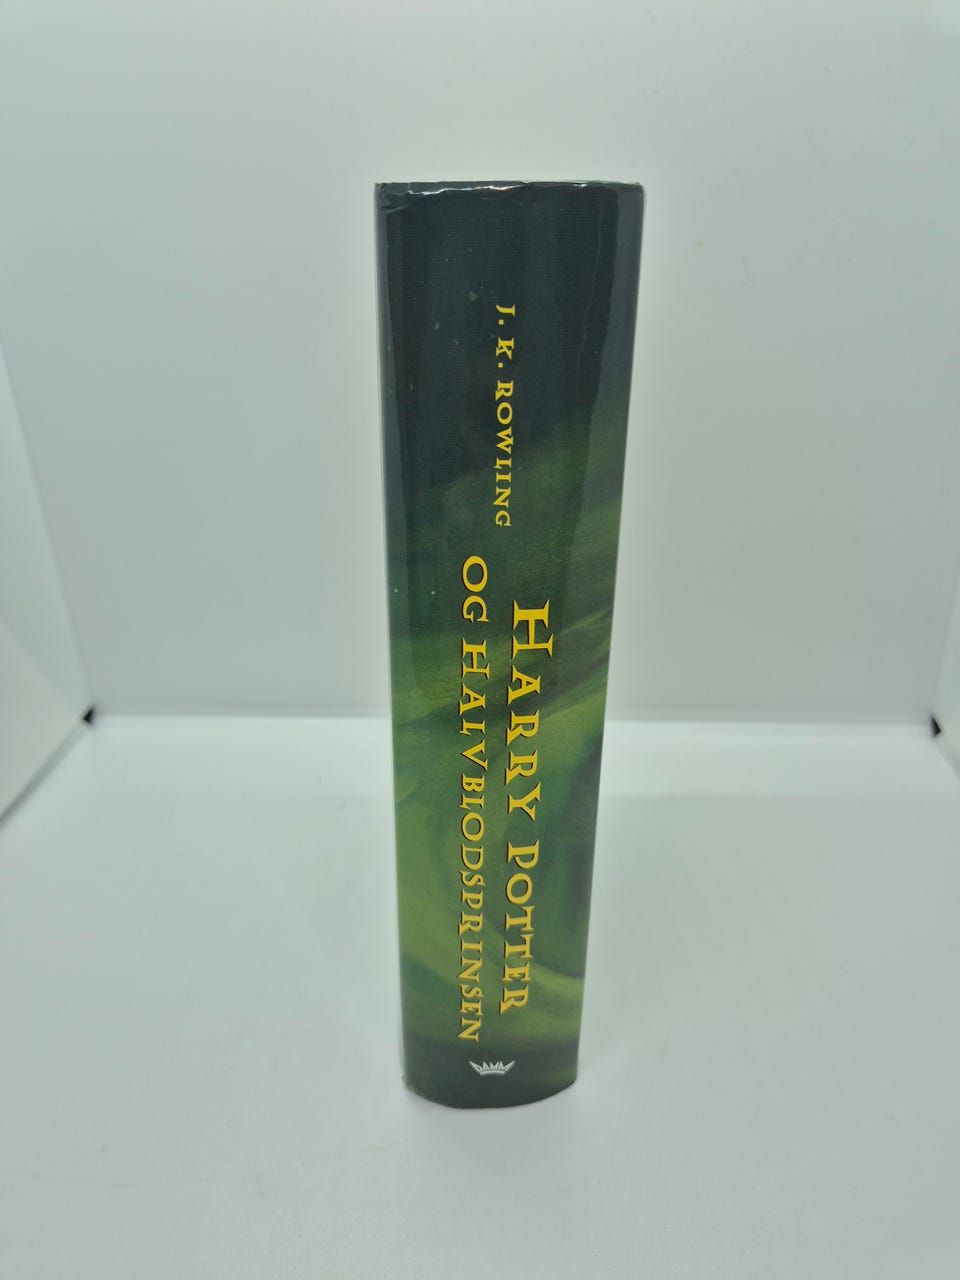 J. K. ROWLING
HARRY POTTER
OG HALVBLODSPRINSEN
DAMM